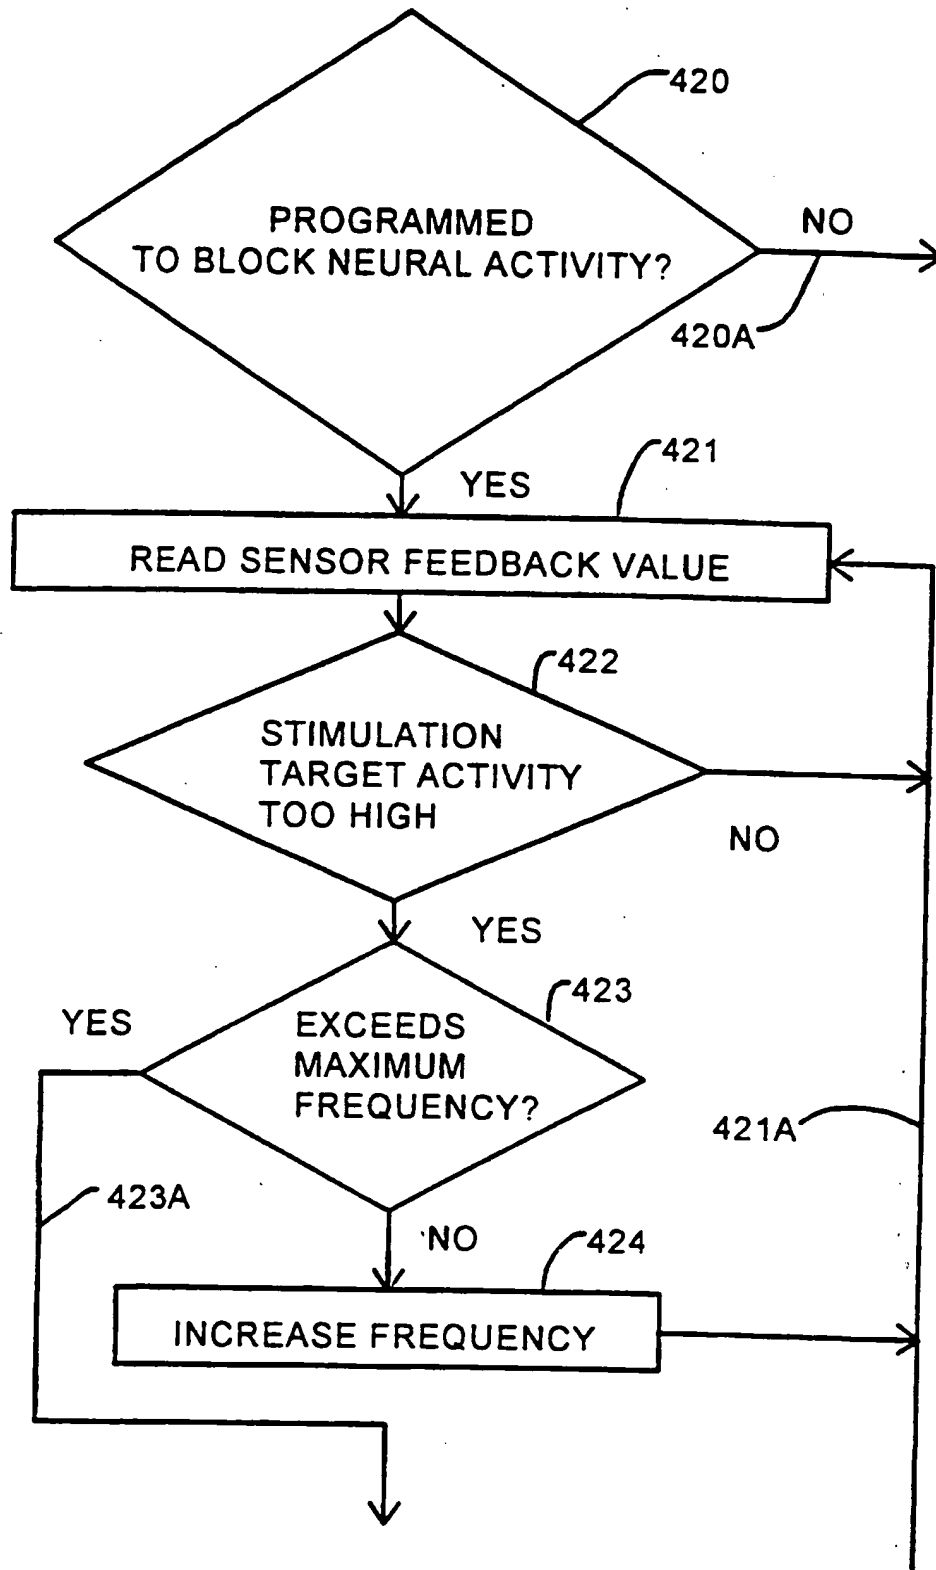 420
PROGRAMMED
TO BLOCK NEURAL ACTIVITY?
NO
420A
421
YES
READ SENSOR FEEDBACK VALUE
422
STIMULATION
TARGET ACTIVITY
TOO HIGH
NO
YES
423
YES
EXCEEDS
MAXIMUM
FREQUENCY?
421A
423A
NO
424
INCREASE FREQUENCY